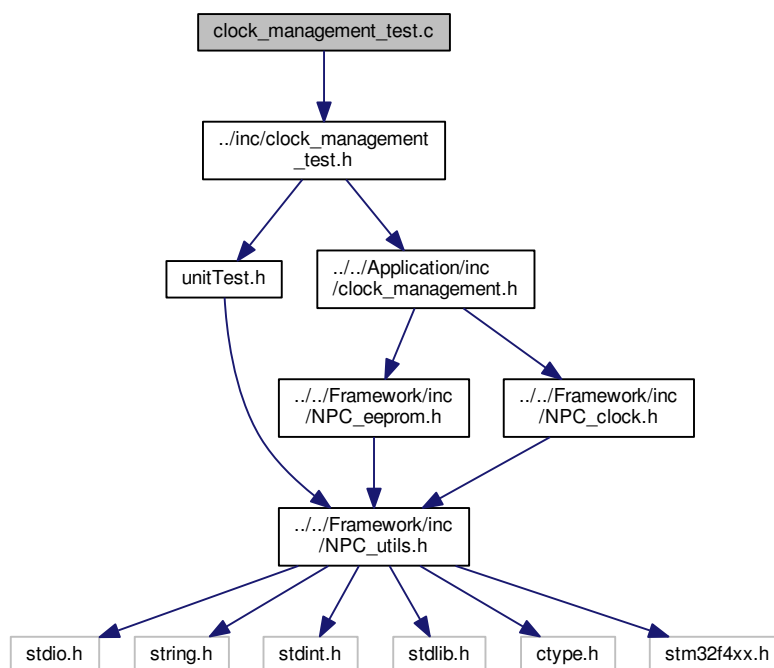 clock_management_test.c
../inc/clock_management
_test.h
unitTest.h
../../Application/inc
/clock_management.h
../../Framework/inc
/NPC_eeprom.h
../../Framework/inc
/NPC_clock.h
../../Framework/inc
/NPC_utils.h
stdio.h
string.h
stdint.h
stdlib.h
ctype.h
stm32f4xx.h